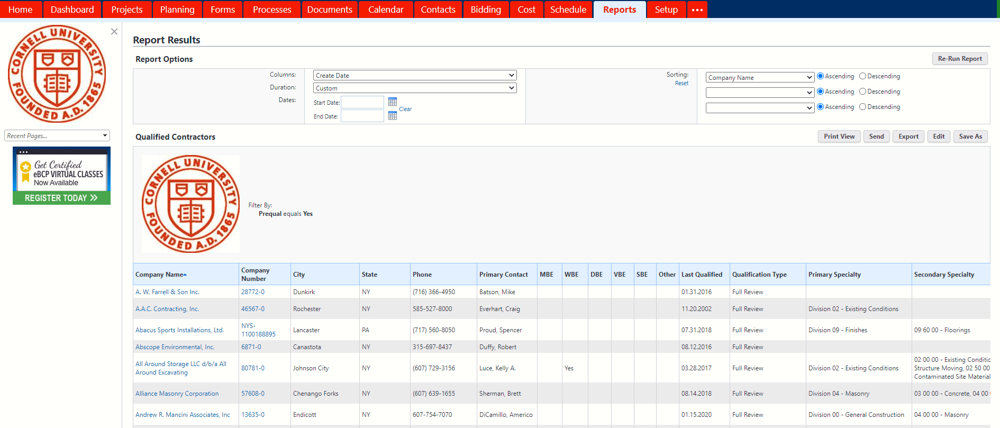 Home Dashboard Projects Planning Forms Processes Documents Calendar Contacts Bidding Cost Schedule Reports Setup •••
CORNELL UNIVERSITY
FOUNDED A.D. 1865
Recent Pages...
Get Certified
eBCP VIRTUAL CLASSES
Now Available
REGISTER TODAY >>
Report Results
Report Options Re-Run Report
Columns: Create Date
Duration: Custom
Dates: Start Date:
End Date:
Clear
Sorting: Company Name Ascending Descending
Reset
Ascending Descending
Ascending Descending
Qualified Contractors Print View Send Export Edit Save As
CORNELL UNIVERSITY
FOUNDED A.D. 1865
Filter By:
Prequal equals Yes
Company Name Company Number City State Phone Primary Contact MBE WBE DBE VBE SBE Other Last Qualified Qualification Type Primary Specialty Secondary Specialty
A. W. Farrell & Son Inc. 28772-0 Dunkirk NY (716) 366-4950 Batson, Mike 01.31.2016 Full Review
A.A.C. Contracting, Inc. 46567-0 Rochester NY 585-527-8000 Everhart, Craig 11.20.2002 Full Review Division 02 - Existing Conditions
Abacus Sports Installations, Ltd. NYS-1100188895 Lancaster PA (717) 560-8050 Proud, Spencer 07.31.2018 Full Review Division 09 - Finishes 09 60 00 - Floorings
Abscope Environmental, Inc. 6871-0 Canastota NY 315-697-8437 Duffy, Robert 08.12.2016 Full Review
All Around Storage LLC d/b/a All Around Excavating 80781-0 Johnson City NY (607) 729-3156 Luce, Kelly A. Yes 03.28.2017 Full Review Division 02 - Existing Conditions 02 00 00 - Existing Conditic
Structure Moving, 02 50 00
Contaminated Site Material
Alliance Masonry Corporation 57608-0 Chenango Forks NY (607) 639-1655 Sherman, Brett 08.14.2018 Full Review Division 04 - Masonry 03 00 00 - Concrete, 04 00
Andrew R. Mancini Associates, Inc 13635-0 Endicott NY 607-754-7070 DiCamillo, Americo 01.15.2020 Full Review Division 00 - General Construction 04 00 00 - Masonry